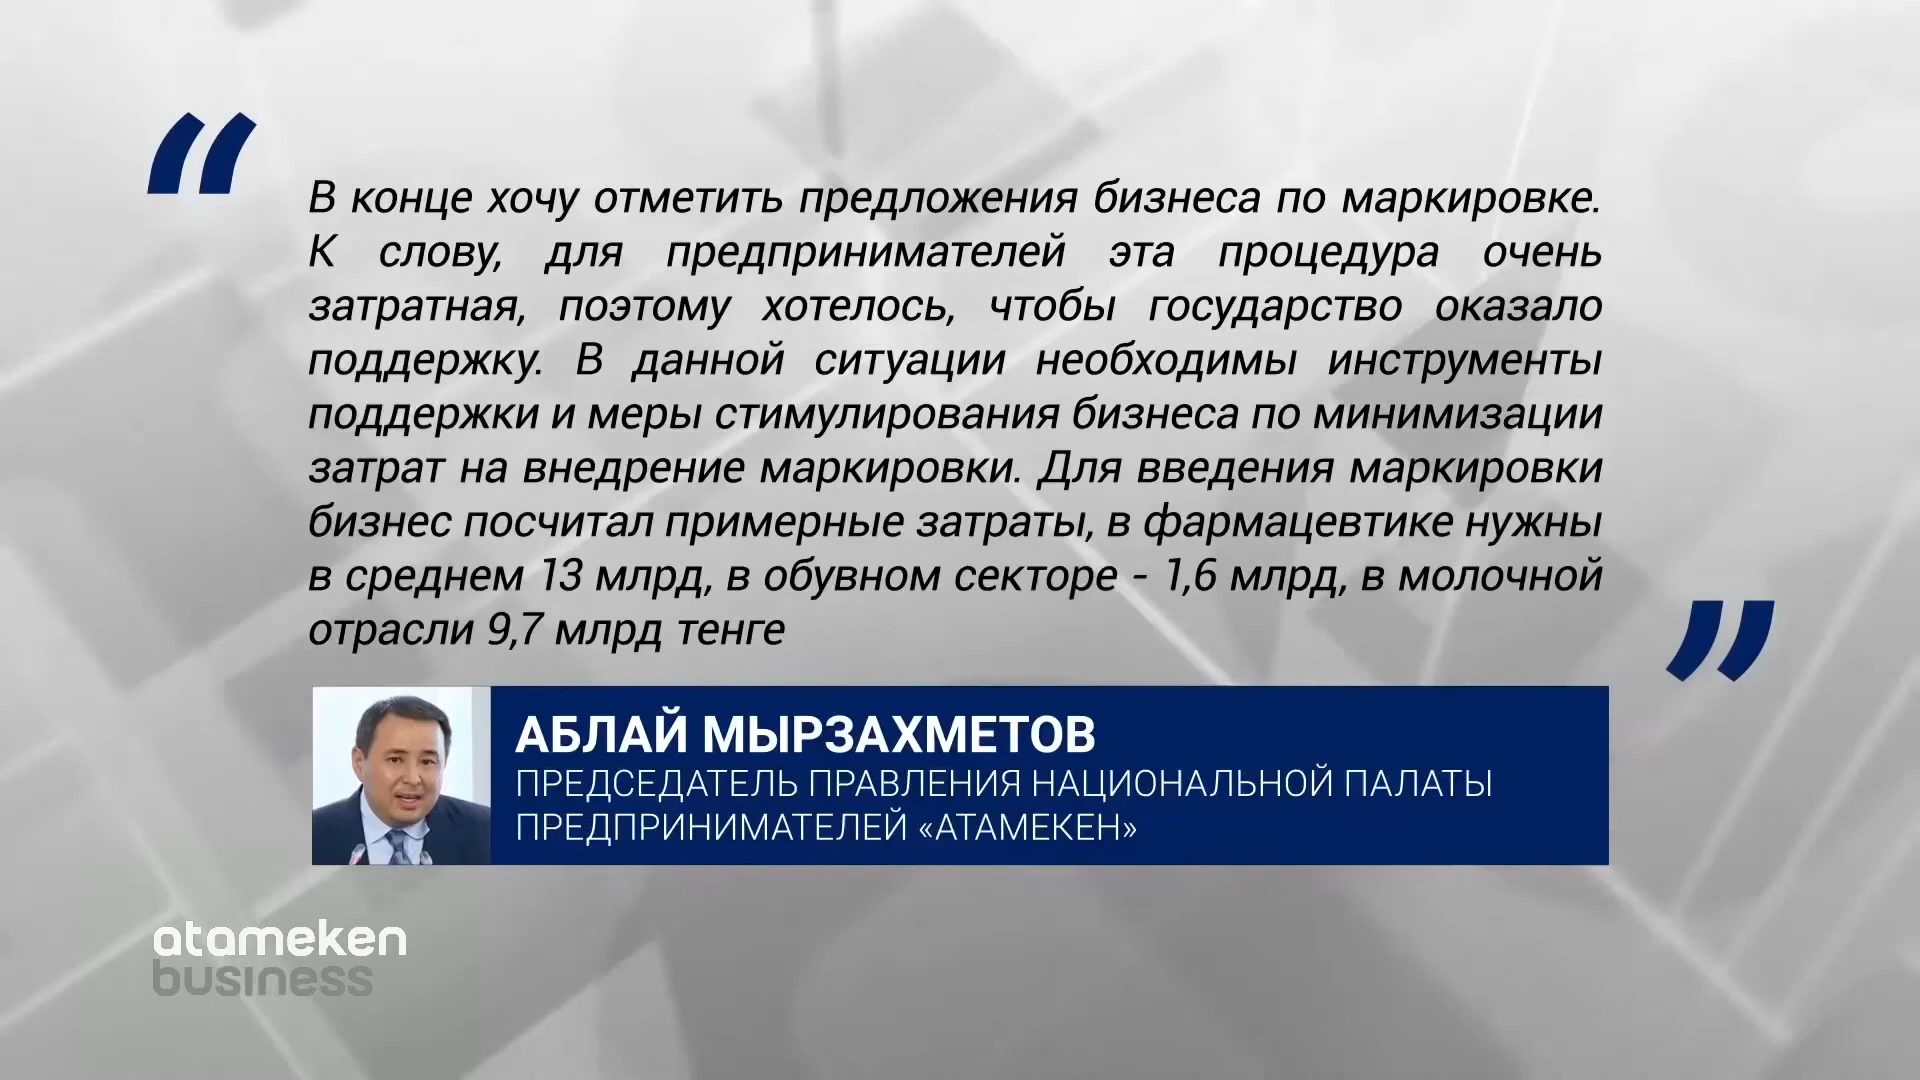 В конце хочу отметить предложения бизнеса по маркировке.
К слову, для предпринимателей эта процедура очень
затратная, поэтому хотелось, чтобы государство оказало
поддержку. В данной ситуации необходимы инструменты
поддержки и меры стимулирования бизнеса по минимизации
затрат на внедрение маркировки. Для введения маркировки
бизнес посчитал примерные затраты, в фармацевтике нужны
в среднем 13 млрд, в обувном секторе - 1,6 млрд, в молочной
отрасли 9,7 млрд тенге
АБЛАЙ МЫРЗАХМЕТОВ
ПРЕДСЕДАТЕЛЬ ПРАВЛЕНИЯ НАЦИОНАЛЬНОЙ ПАЛАТЫ
ПРЕДПРИНИМАТЕЛЕЙ «АТАМЕКЕН»
atameken
business